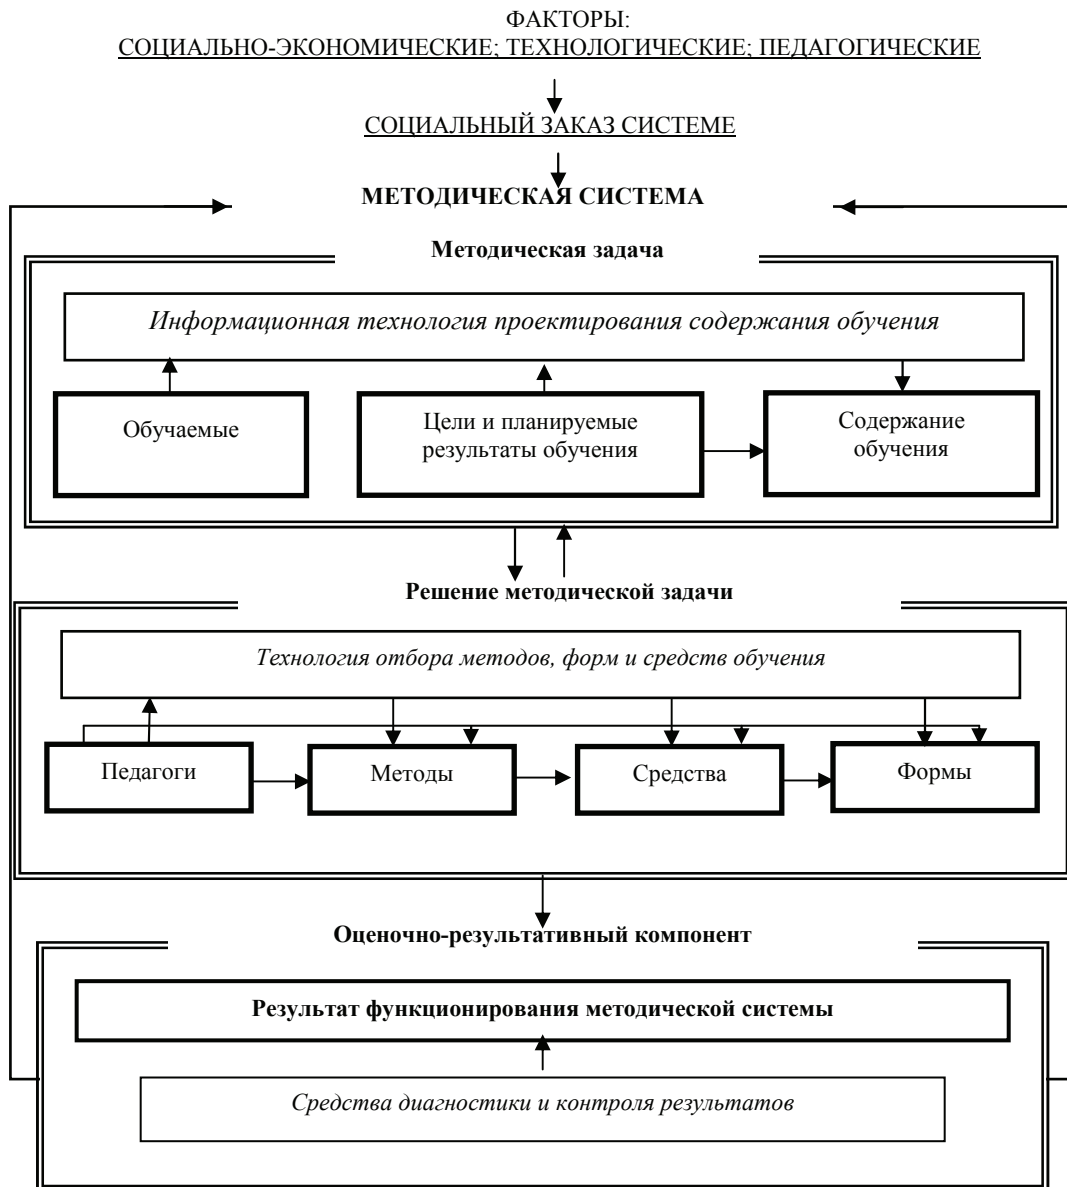 ФАКТОРЫ:
СОЦИАЛЬНО-ЭКОНОМИЧЕСКИЕ; ТЕХНОЛОГИЧЕСКИЕ; ПЕДАГОГИЧЕСКИЕ
СОЦИАЛЬНЫЙ ЗАКАЗ СИСТЕМЕ
МЕТОДИЧЕСКАЯ СИСТЕМА
Методическая задача
Информационная технология проектирования содержания обучения
Обучаемые
Цели и планируемые
результаты обучения
Содержание
обучения
Решение методической задачи
Технология отбора методов, форм и средств обучения
Педагоги
Методы
Средства
Формы
Оценочно-результативный компонент
Результат функционирования методической системы
Средства диагностики и контроля результатов